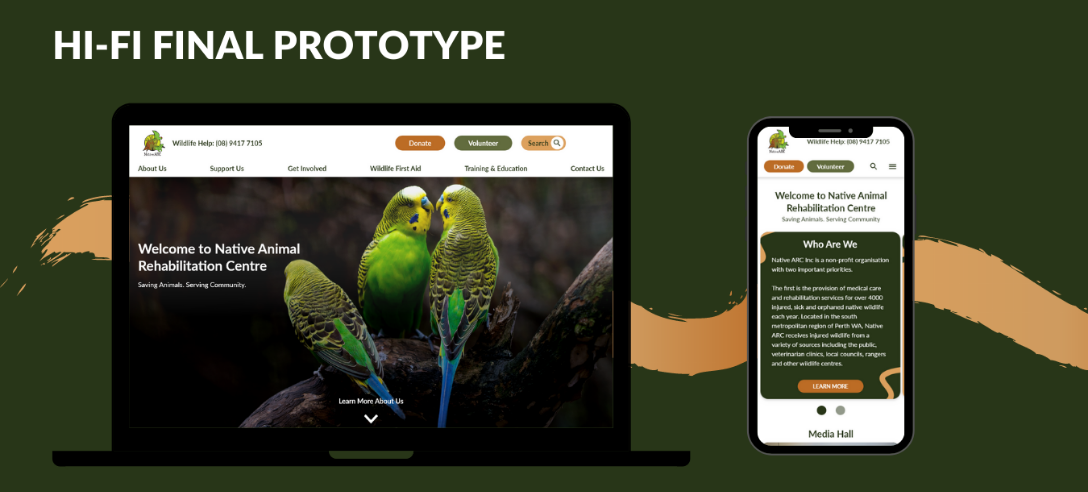 HI-FI FINAL PROTOTYPE
Wildlife Help: (08) 9417 7105
Donate
Volunteer
Search
About Us
Support Us
Get Involved
Wildlife First Aid
Training & Education
Contact Us
Welcome to Native Animal
Rehabilitation Centre
Saving Animals. Serving Community.
Learn More About Us
Wildlife Help: (08) 9417 7105
Donate
Volunteer
Welcome to Native Animal
Rehabilitation Centre
Saving Animals. Serving Community
Who Are We
Native ARC Inc is a non-profit organisation
with two important priorities.
The first is the provision of medical care
and rehabilitation services for over 4000
injured, sick and orphaned native wildlife
each year. Located in the south
metropolitan region of Perth WA, Native
ARC receives injured wildlife from a
variety of sources including the public,
veterinarian clinics, local councils, rangers
and other wildlife centres.
LEARN MORE
Media Hall